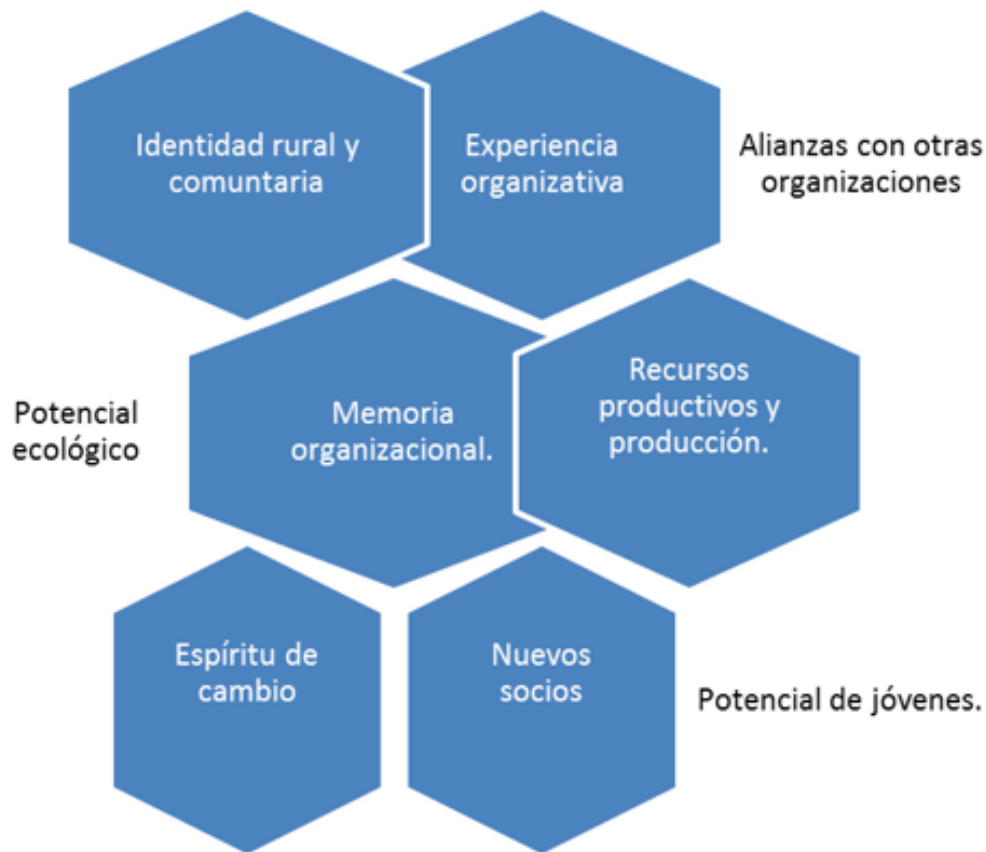 Identidad rural y
comuntaria
Experiencia
organizativa
Alianzas con otras
organizaciones
Potencial
ecológico
Memoria
organizacional.
Recursos
productivos y
producción.
Espíritu de
cambio
Nuevos
socios
Potencial de jóvenes.